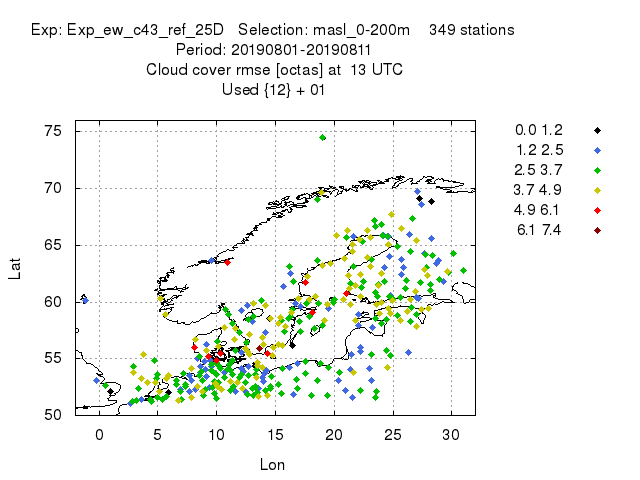 Exp: Exp_ew_c43_ref_25D   Selection: masl_0-200m    349 stations
Period: 20190801-20190811
Cloud cover rmse [octas] at  13 UTC
Used {12} + 01
0.0 1.2
1.2 2.5
2.5 3.7
3.7 4.9
4.9 6.1
6.1 7.4
75
70
65
60
55
50
Lat
0 5 10 15 20 25 30
Lon